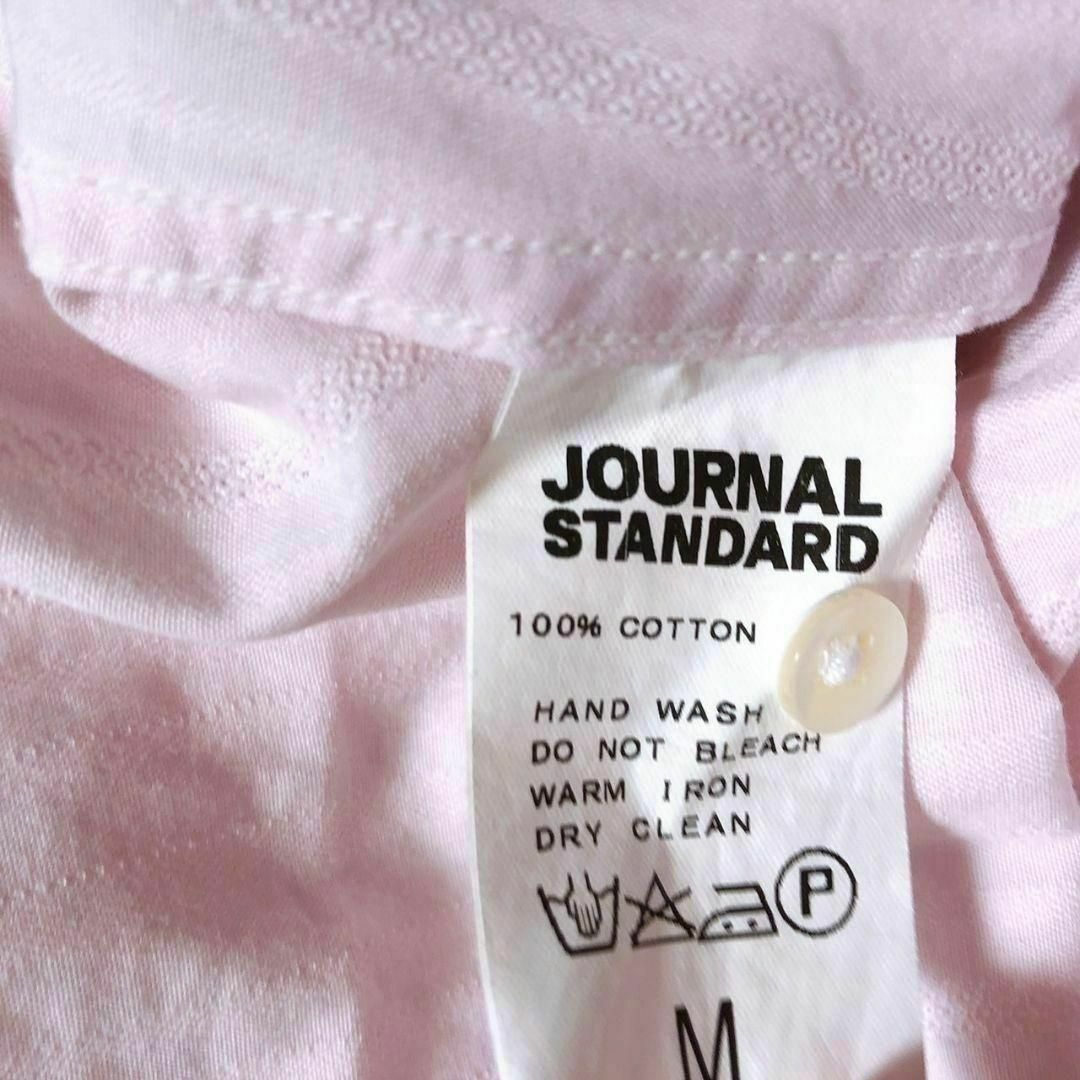 JOURNAL
STANDARD
100% COTTON
HAND WASH
DO NOT BLEACH
WARM IRON
DRY CLEAN
P
M